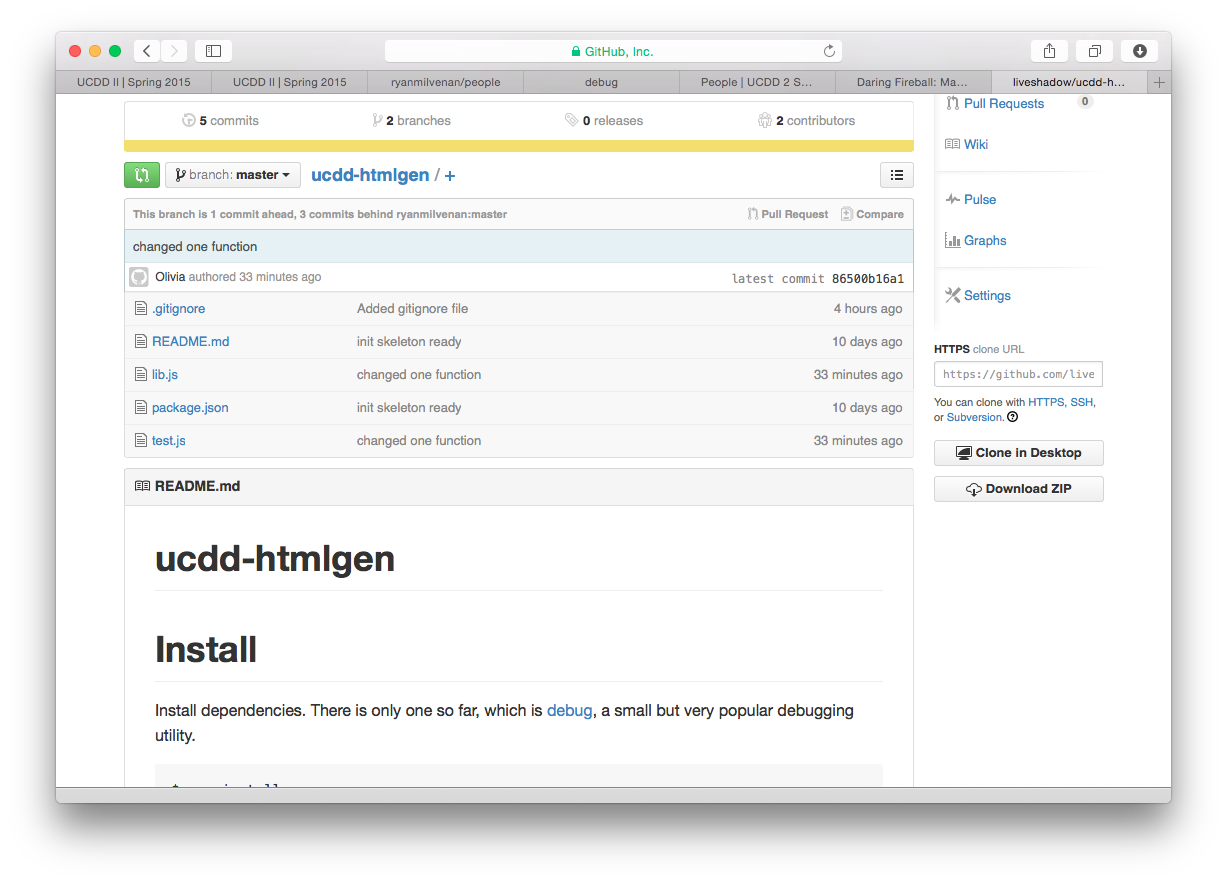 GitHub, Inc.
UCDD II | Spring 2015
UCDD II | Spring 2015
ryanmilvenan/people
debug
People | UCDD 2 S...
Daring Fireball: Ma...
liveshadow/ucdd-h...
5 commits
2 branches
0 releases
2 contributors
branch: master
ucdd-htmlgen / +
This branch is 1 commit ahead, 3 commits behind ryanmilvenan:master
Pull Request
Compare
changed one function
Olivia authored 33 minutes ago
latest commit 86500b16a1
.gitignore Added gitignore file 4 hours ago
README.md init skeleton ready 10 days ago
lib.js changed one function 33 minutes ago
package.json init skeleton ready 10 days ago
test.js changed one function 33 minutes ago
README.md
ucdd-htmlgen
Install
Install dependencies. There is only one so far, which is debug, a small but very popular debugging
utility.
Pull Requests 0
Wiki
Pulse
Graphs
Settings
HTTPS clone URL
https://github.com/live
You can clone with HTTPS, SSH,
or Subversion.
Clone in Desktop
Download ZIP